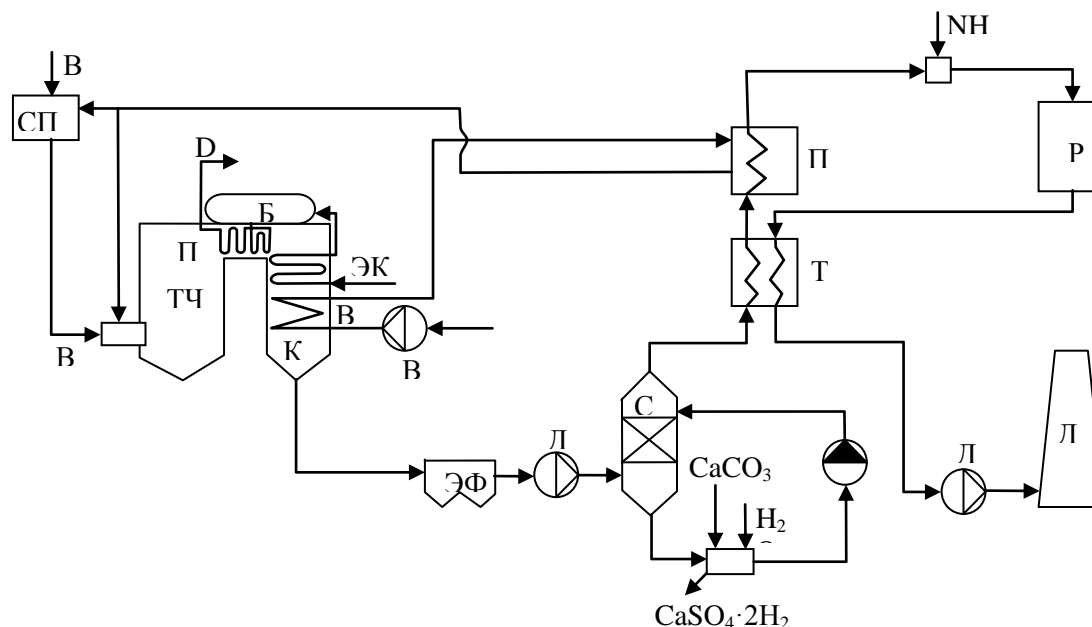 NH
В
СП
П
Р
D
Б
П
ЭК
Т
ТЧ
В
К
В
В
С
Л
Д
ЭФ
Д
CaCO₃
H₂
CaSO₄·2H₂